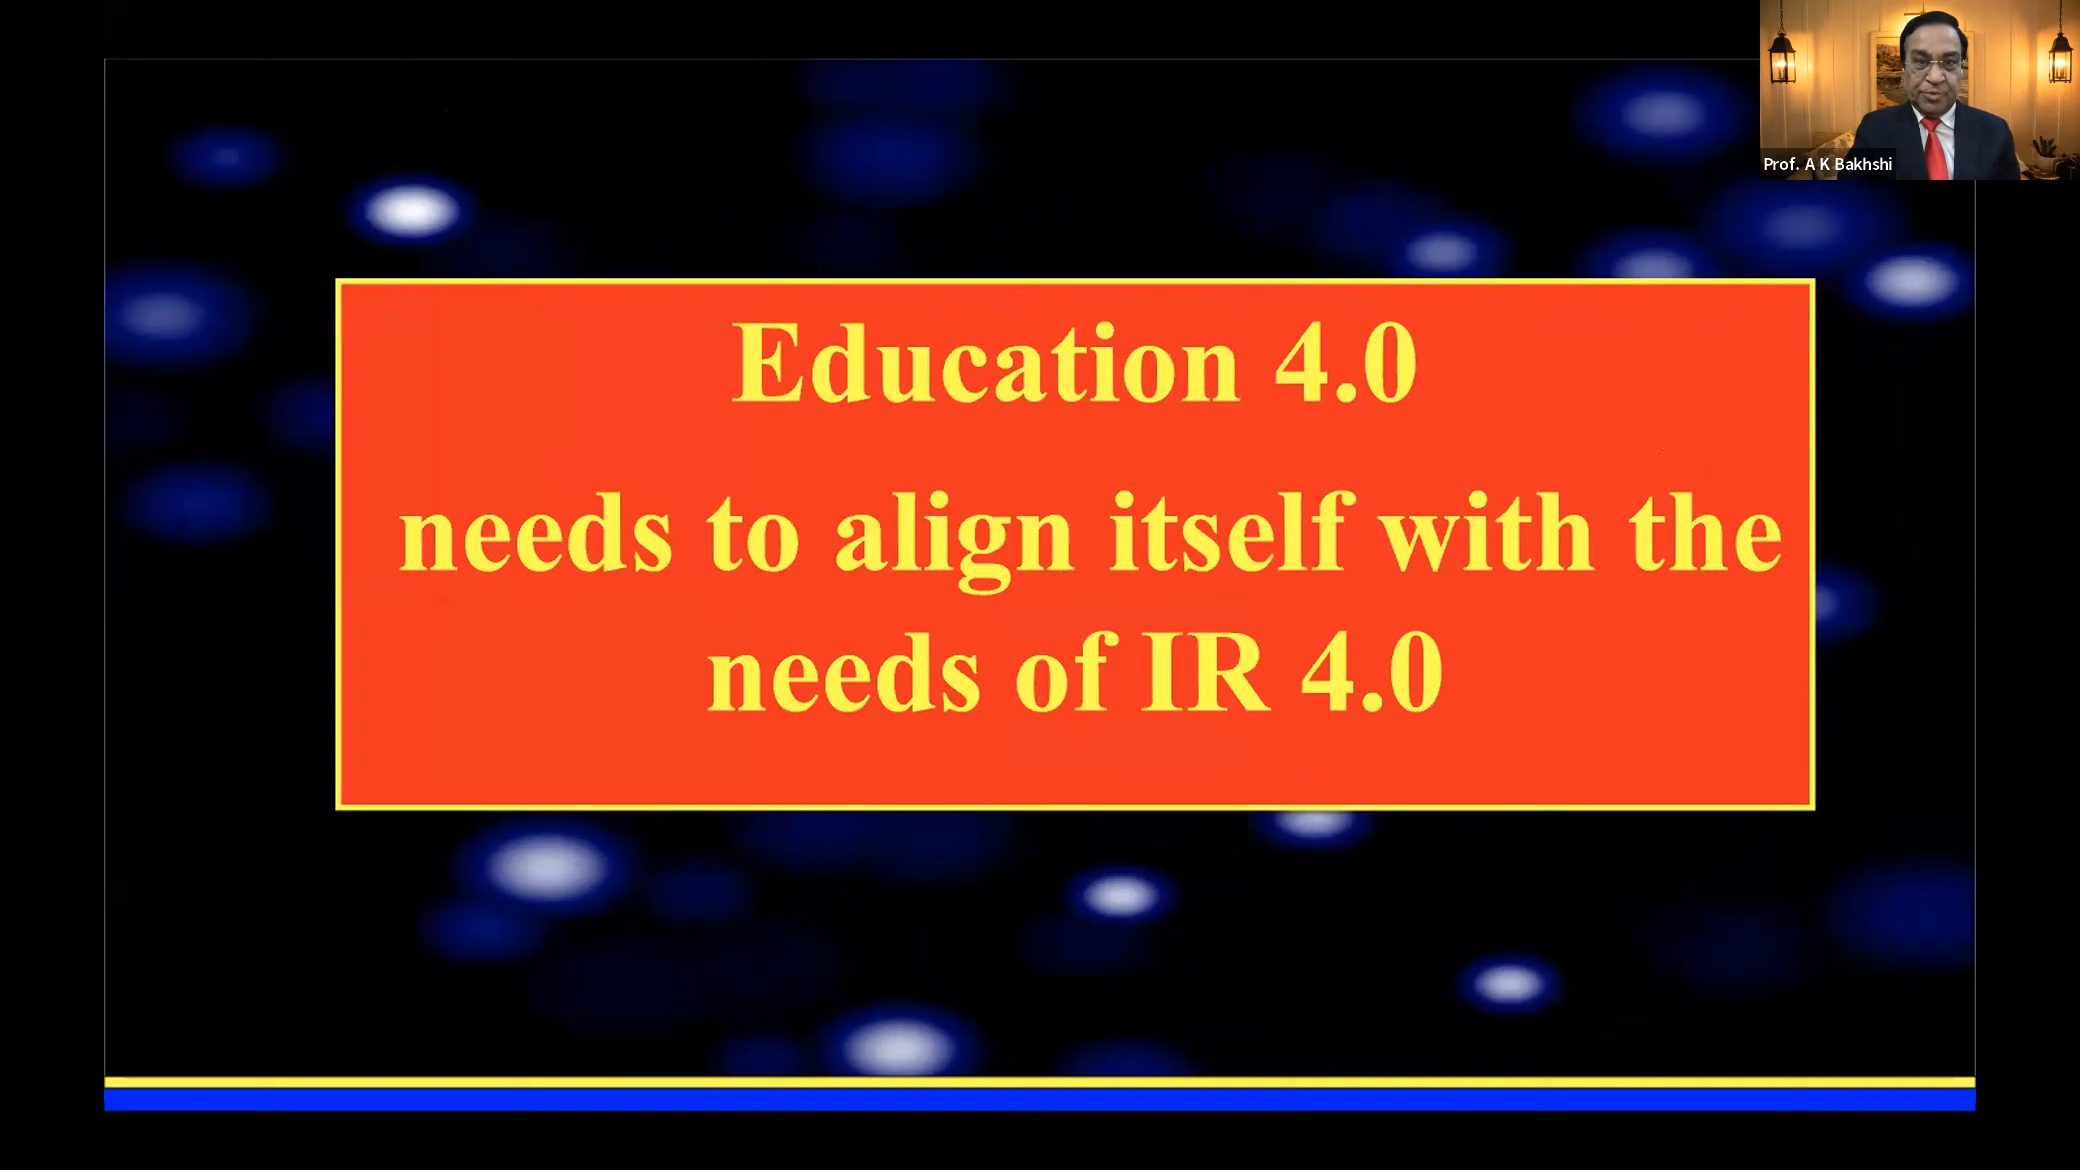 Prof. A K Bakhshi
Education 4.0
needs to align itself with the
needs of IR 4.0